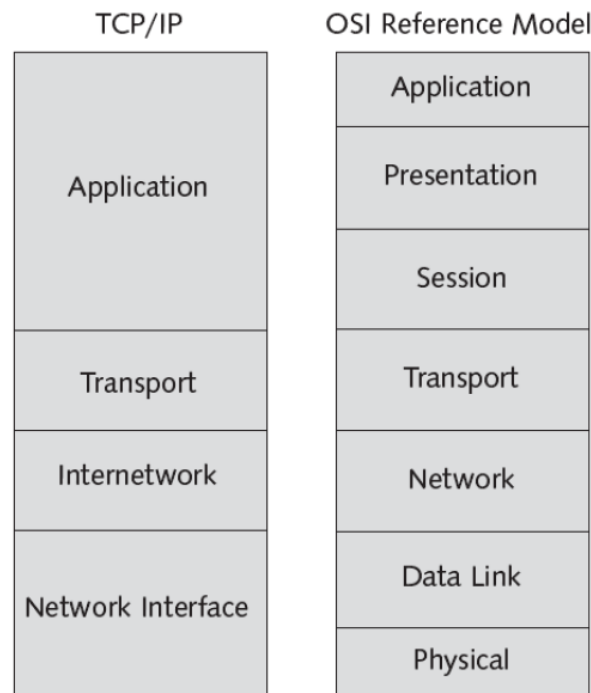 TCP/IP
Application
Transport
Internetwork
Network Interface
OSI Reference Model
Application
Presentation
Session
Transport
Network
Data Link
Physical